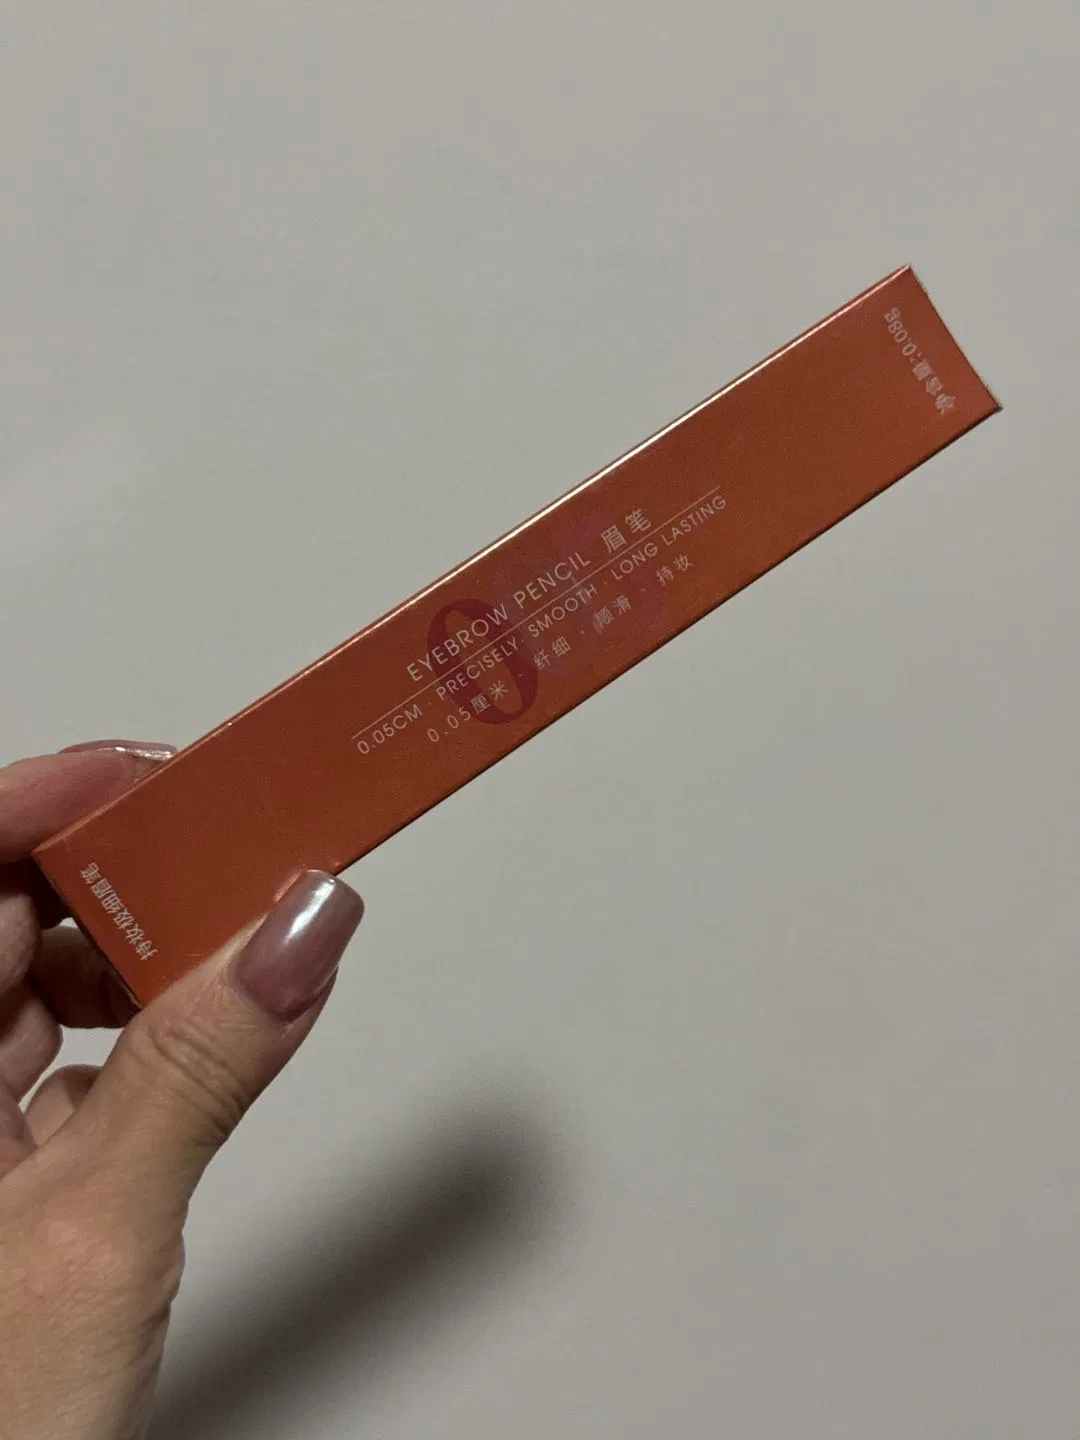 EYEBROW PENCIL 眉笔
0.05CM · PRECISELY · SMOOTH · LONG LASTING
0.05厘米 · 纤细 · 顺滑 · 持妆
持妆极细眉笔
净含量:0.08g